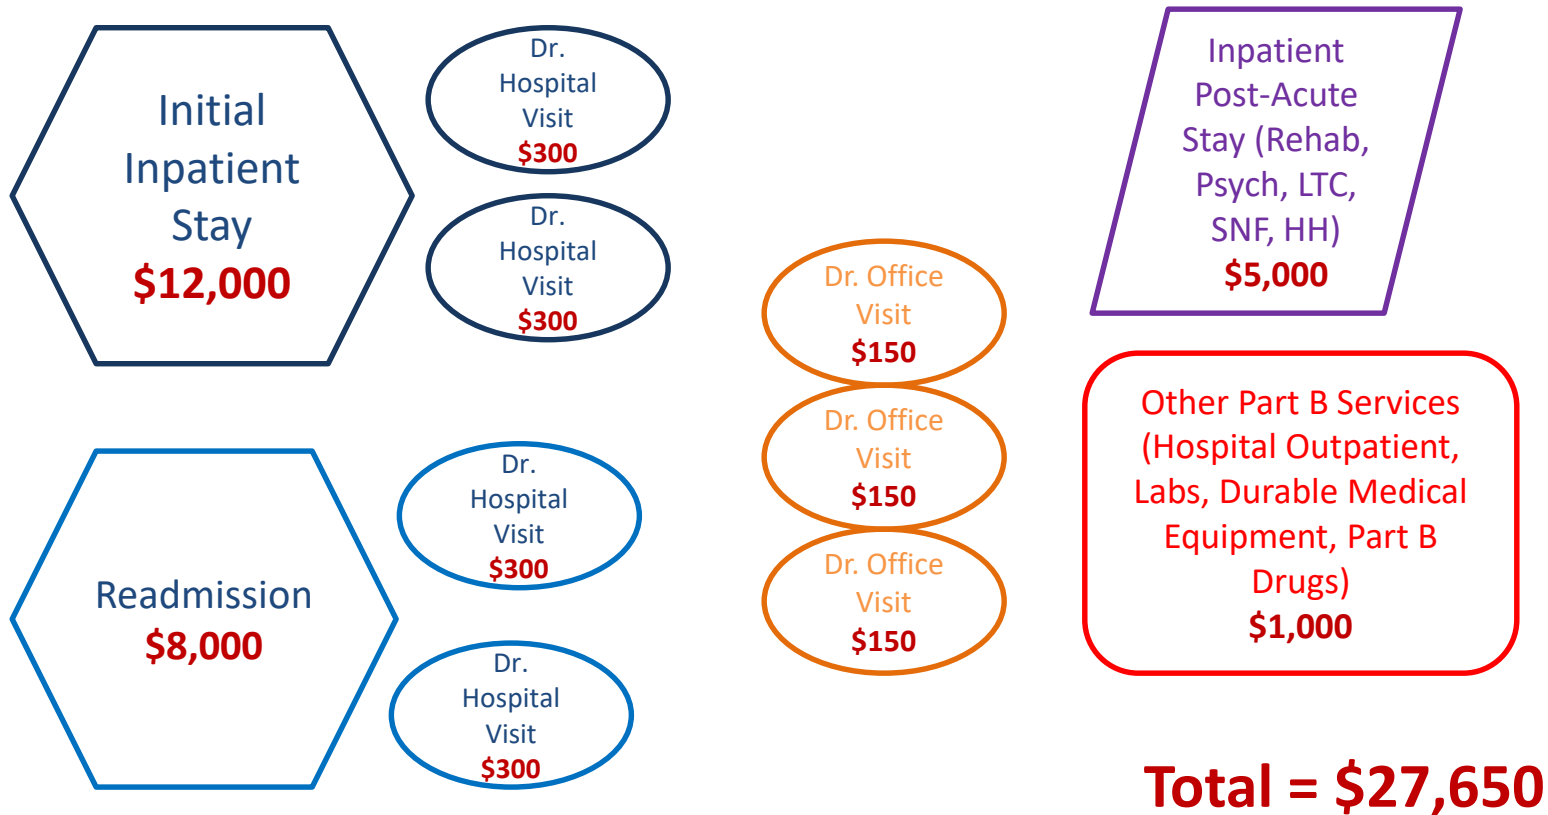 Initial
Inpatient
Stay
$12,000
Dr.
Hospital
Visit
$300
Dr.
Hospital
Visit
$300
Readmission
$8,000
Dr.
Hospital
Visit
$300
Dr.
Hospital
Visit
$300
Dr. Office
Visit
$150
Dr. Office
Visit
$150
Dr. Office
Visit
$150
Inpatient
Post-Acute
Stay (Rehab,
Psych, LTC,
SNF, HH)
$5,000
Other Part B Services
(Hospital Outpatient,
Labs, Durable Medical
Equipment, Part B
Drugs)
$1,000
Total = $27,650